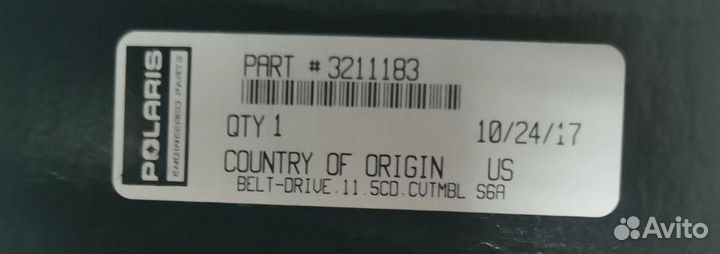 POLARIS
ENGINEERED PARTS
PART #3211183
QTY 1 10/24/17
COUNTRY OF ORIGIN US
BELT-DRIVE.11.5CD.CVTMBL S6A
Avito